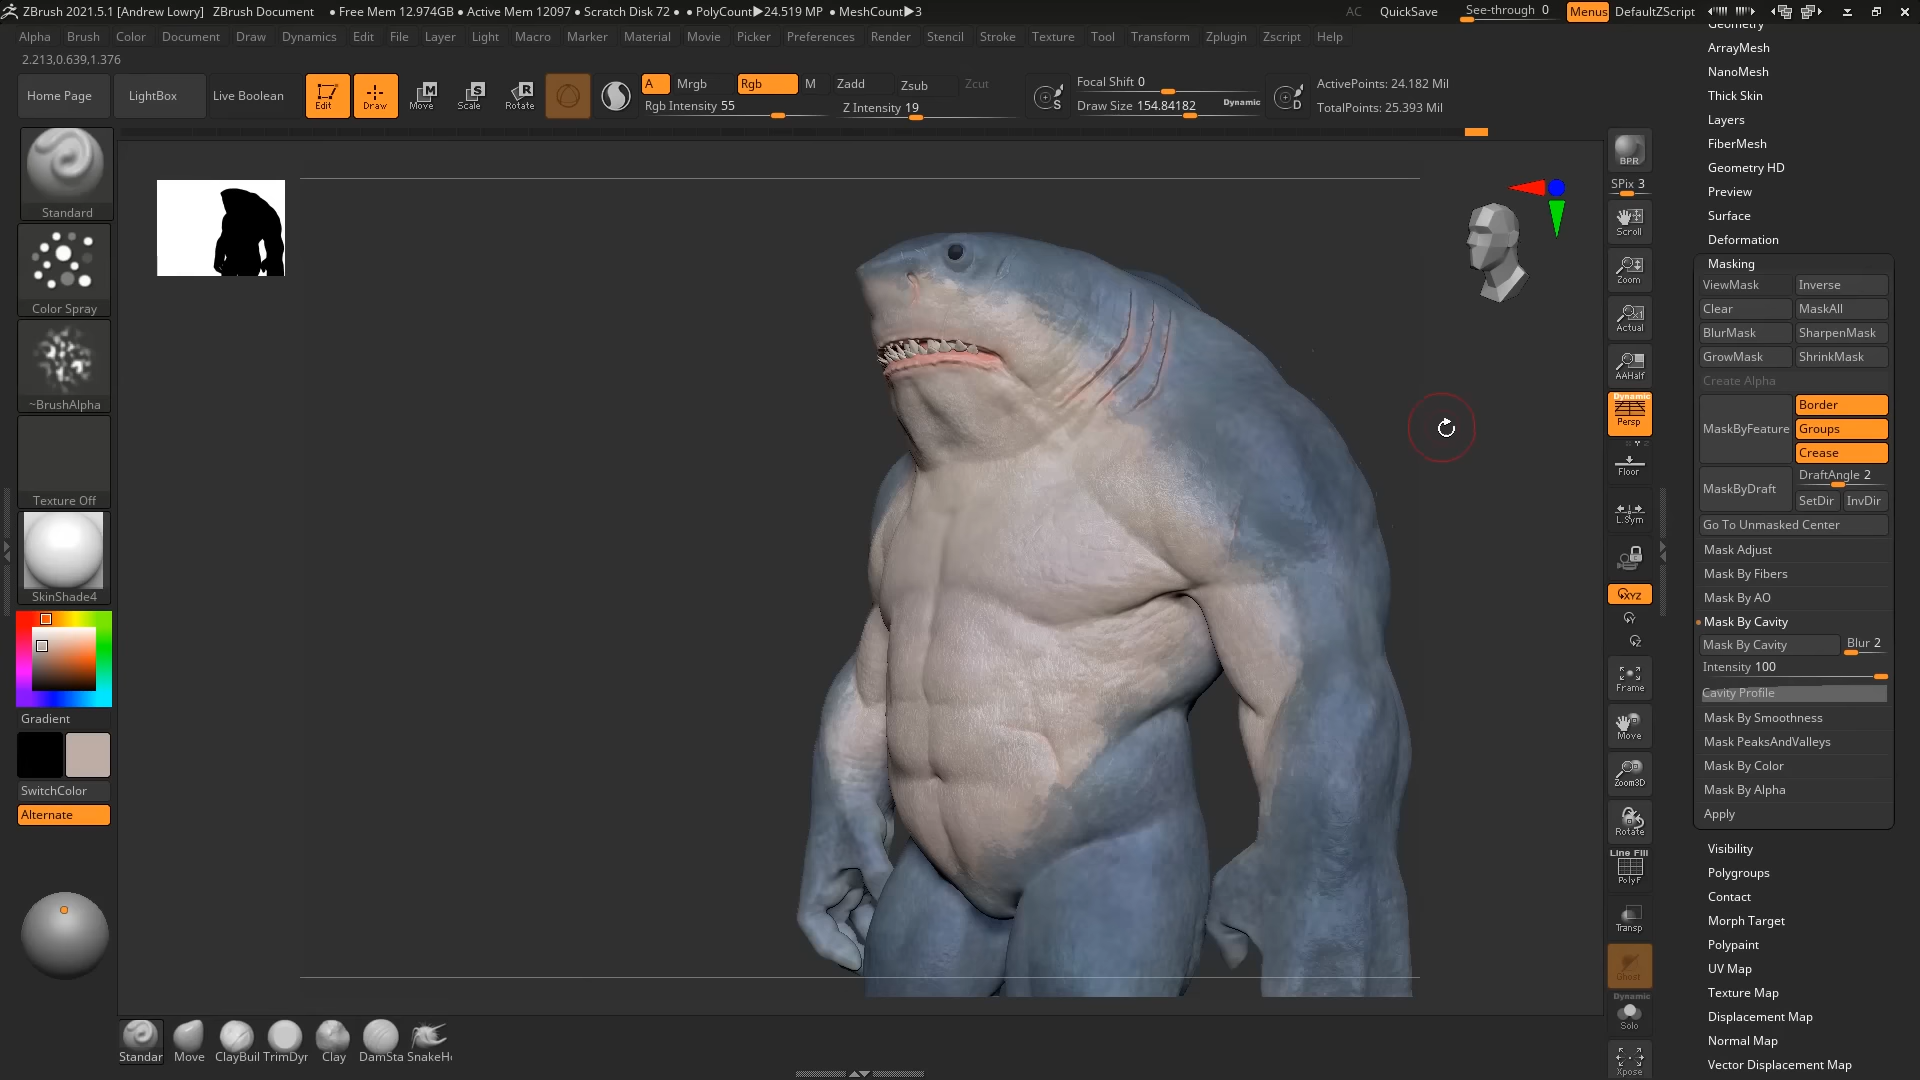 ZBrush 2021.5.1 [Andrew Lowry] ZBrush Document ● Free Mem 12.974GB ● Active Mem 12097 ● Scratch Disk 72 ● ● PolyCount▶24.519 MP ● MeshCount▶3 AC QuickSave See-through 0 Menus DefaultZScript
Alpha Brush Color Document Draw Dynamics Edit File Layer Light Macro Marker Material Movie Picker Preferences Render Stencil Stroke Texture Tool Transform Zplugin Zscript Help
2.213,0.639,1.376
Home Page LightBox Live Boolean Edit Draw Move Scale Rotate
M S R
A Mrgb Rgb M Zadd Zsub Zcut
Rgb Intensity 55 Z Intensity 19
S Focal Shift 0
Draw Size 154.84182 Dynamic
D ActivePoints: 24.182 Mil
TotalPoints: 25.393 Mil
Standard
Color Spray
~BrushAlpha
Texture Off
SkinShade4
Gradient
SwitchColor
Alternate
BPR
SPix 3
Scroll
Zoom
Actual
AAHalf
Dynamic
Persp
Floor
L.Sym
XYZ
Y
Z
Frame
Move
Zoom3D
Rotate
Line Fill
PolyF
Transp
Ghost
Dynamic
Solo
Xpose
Geometry
ArrayMesh
NanoMesh
Thick Skin
Layers
FiberMesh
Geometry HD
Preview
Surface
Deformation
Masking
ViewMask Inverse
Clear MaskAll
BlurMask SharpenMask
GrowMask ShrinkMask
Create Alpha
MaskByFeature Border
Groups
Crease
MaskByDraft DraftAngle 2
SetDir InvDir
Go To Unmasked Center
Mask Adjust
Mask By Fibers
Mask By AO
Mask By Cavity
Mask By Cavity Blur 2
Intensity 100
Cavity Profile
Mask By Smoothness
Mask PeaksAndValleys
Mask By Color
Mask By Alpha
Apply
Visibility
Polygroups
Contact
Morph Target
Polypaint
UV Map
Texture Map
Displacement Map
Normal Map
Vector Displacement Map
Standar Move ClayBuil TrimDyr Clay DamSta SnakeH